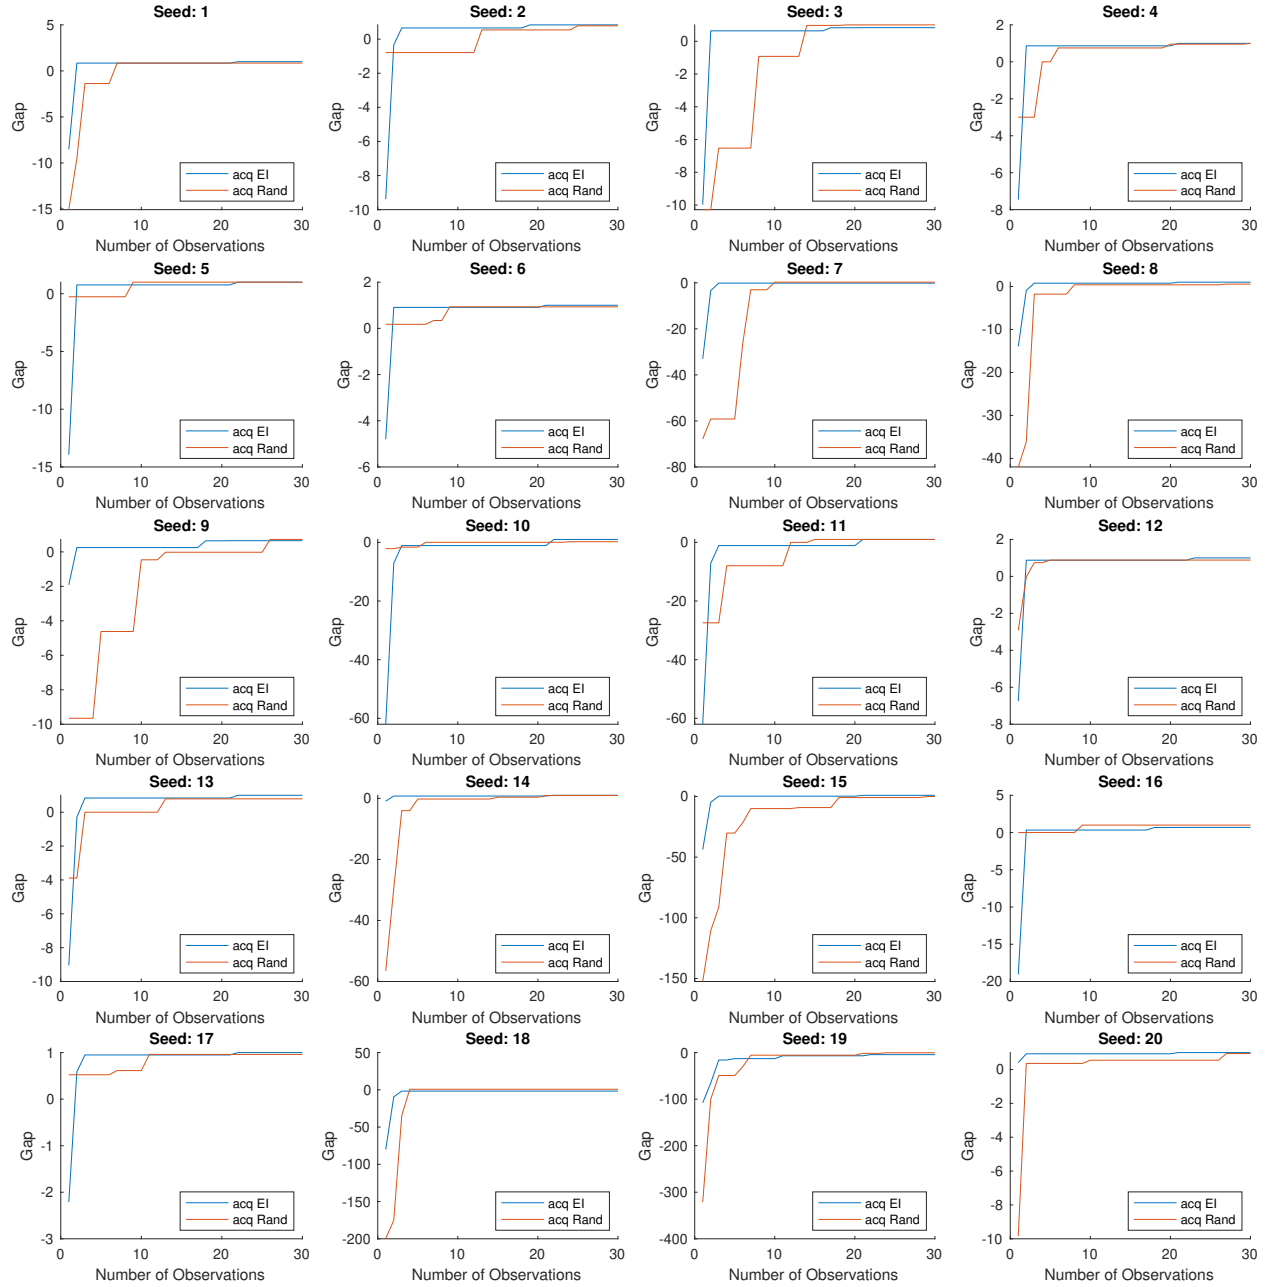 Seed: 1
5
0
-5
-10
-15
Gap
acq EI
acq Rand
0 10 20 30
Number of Observations
Seed: 2
0
-2
-4
-6
-8
-10
Gap
acq EI
acq Rand
0 10 20 30
Number of Observations
Seed: 3
0
-2
-4
-6
-8
-10
Gap
acq EI
acq Rand
0 10 20 30
Number of Observations
Seed: 4
2
0
-2
-4
-6
-8
Gap
acq EI
acq Rand
0 10 20 30
Number of Observations
Seed: 5
0
-5
-10
-15
Gap
acq EI
acq Rand
0 10 20 30
Number of Observations
Seed: 6
2
0
-2
-4
-6
Gap
acq EI
acq Rand
0 10 20 30
Number of Observations
Seed: 7
0
-20
-40
-60
-80
Gap
acq EI
acq Rand
0 10 20 30
Number of Observations
Seed: 8
0
-10
-20
-30
-40
Gap
acq EI
acq Rand
0 10 20 30
Number of Observations
Seed: 9
0
-2
-4
-6
-8
-10
Gap
acq EI
acq Rand
0 10 20 30
Number of Observations
Seed: 10
0
-20
-40
-60
Gap
acq EI
acq Rand
0 10 20 30
Number of Observations
Seed: 11
0
-20
-40
-60
Gap
acq EI
acq Rand
0 10 20 30
Number of Observations
Seed: 12
2
0
-2
-4
-6
-8
Gap
acq EI
acq Rand
0 10 20 30
Number of Observations
Seed: 13
0
-2
-4
-6
-8
-10
Gap
acq EI
acq Rand
0 10 20 30
Number of Observations
Seed: 14
0
-20
-40
-60
Gap
acq EI
acq Rand
0 10 20 30
Number of Observations
Seed: 15
0
-50
-100
-150
Gap
acq EI
acq Rand
0 10 20 30
Number of Observations
Seed: 16
5
0
-5
-10
-15
-20
Gap
acq EI
acq Rand
0 10 20 30
Number of Observations
Seed: 17
1
0
-1
-2
-3
Gap
acq EI
acq Rand
0 10 20 30
Number of Observations
Seed: 18
50
0
-50
-100
-150
-200
Gap
acq EI
acq Rand
0 10 20 30
Number of Observations
Seed: 19
0
-100
-200
-300
-400
Gap
acq EI
acq Rand
0 10 20 30
Number of Observations
Seed: 20
0
-2
-4
-6
-8
-10
Gap
acq EI
acq Rand
0 10 20 30
Number of Observations